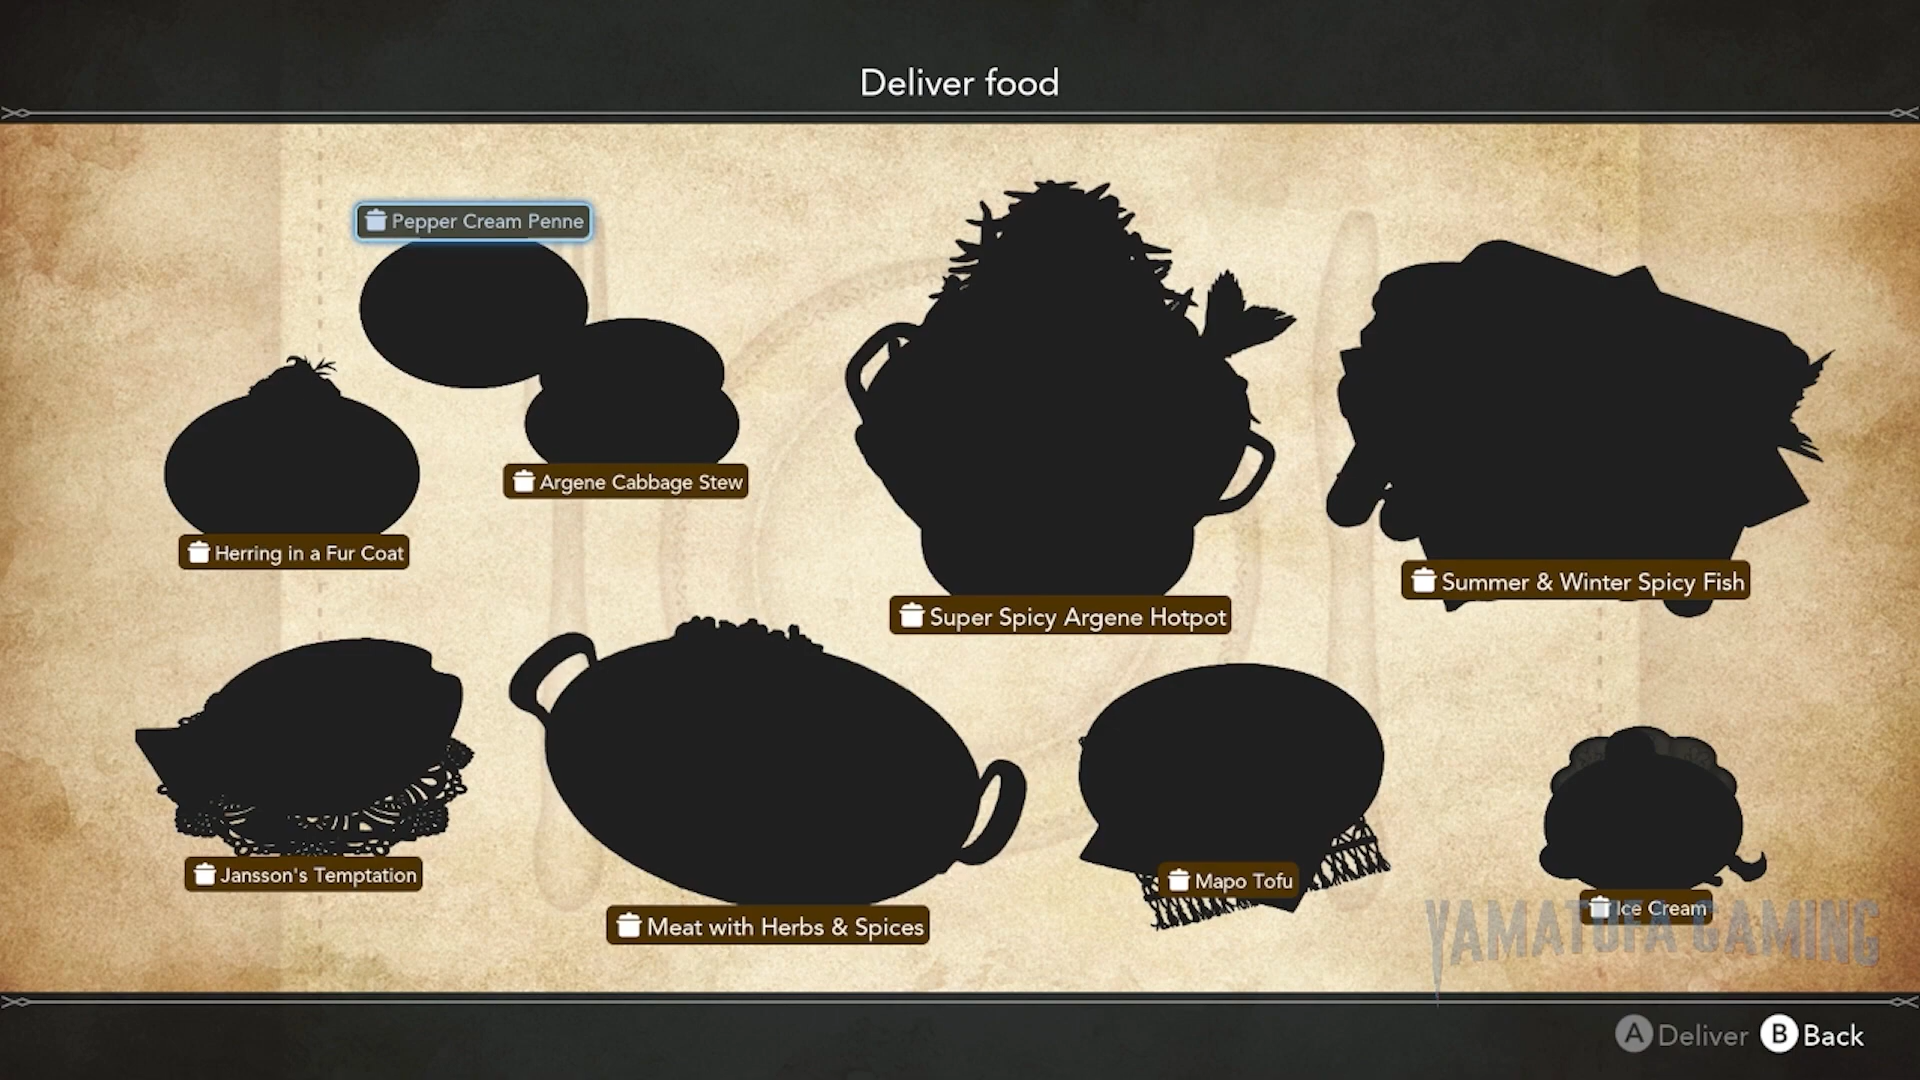 Deliver food
Pepper Cream Penne
Argene Cabbage Stew
Herring in a Fur Coat
Super Spicy Argene Hotpot
Summer & Winter Spicy Fish
Jansson's Temptation
Meat with Herbs & Spices
Mapo Tofu
Ice Cream
YAMATUFA GAMING
A Deliver B Back